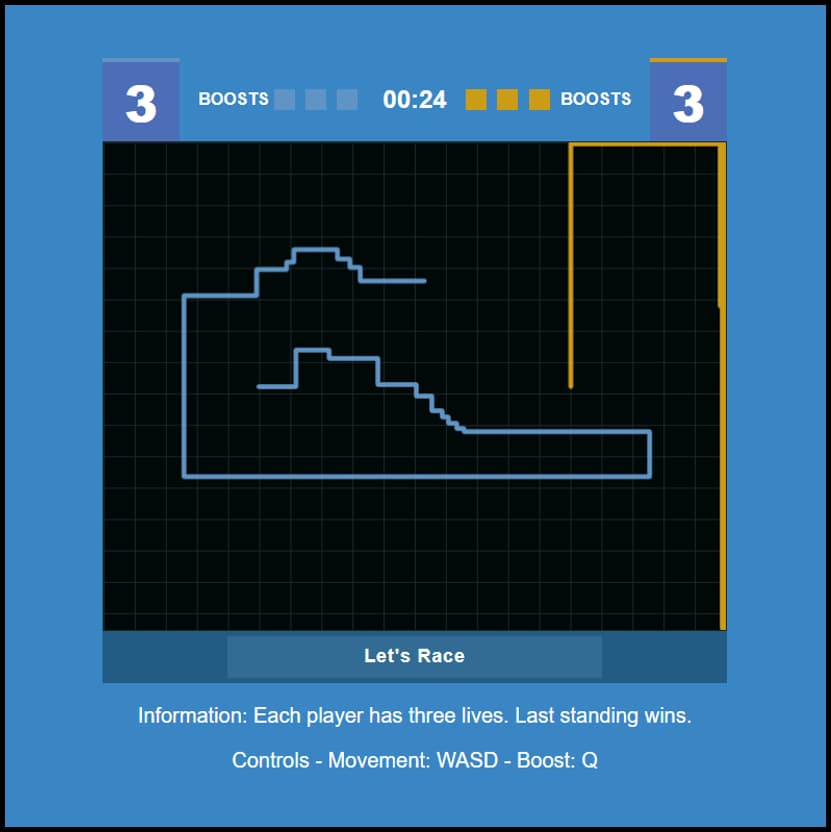 3 BOOSTS 00:24 BOOSTS 3
Let's Race
Information: Each player has three lives. Last standing wins.
Controls - Movement: WASD - Boost: Q